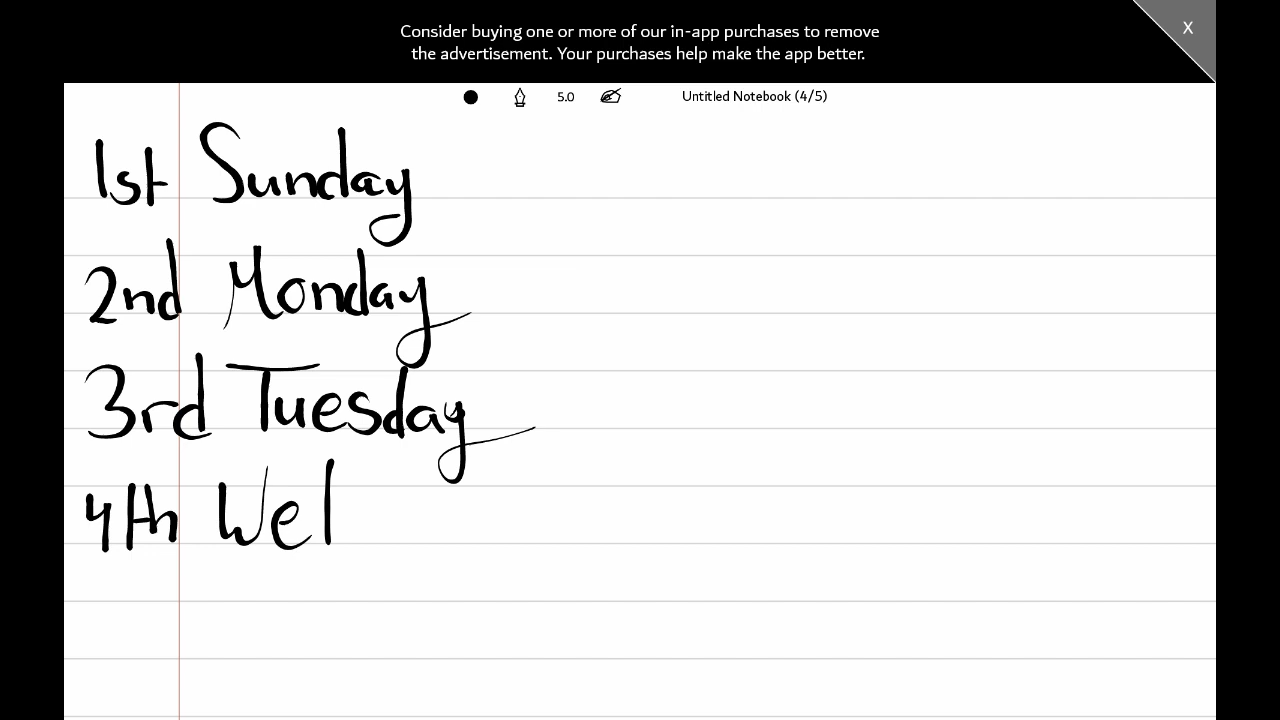 Consider buying one or more of our in-app purchases to remove
the advertisement. Your purchases help make the app better.
X
5.0
Untitled Notebook (4/5)
1st Sunday
2nd Monday
3rd Tuesday
4th Wel